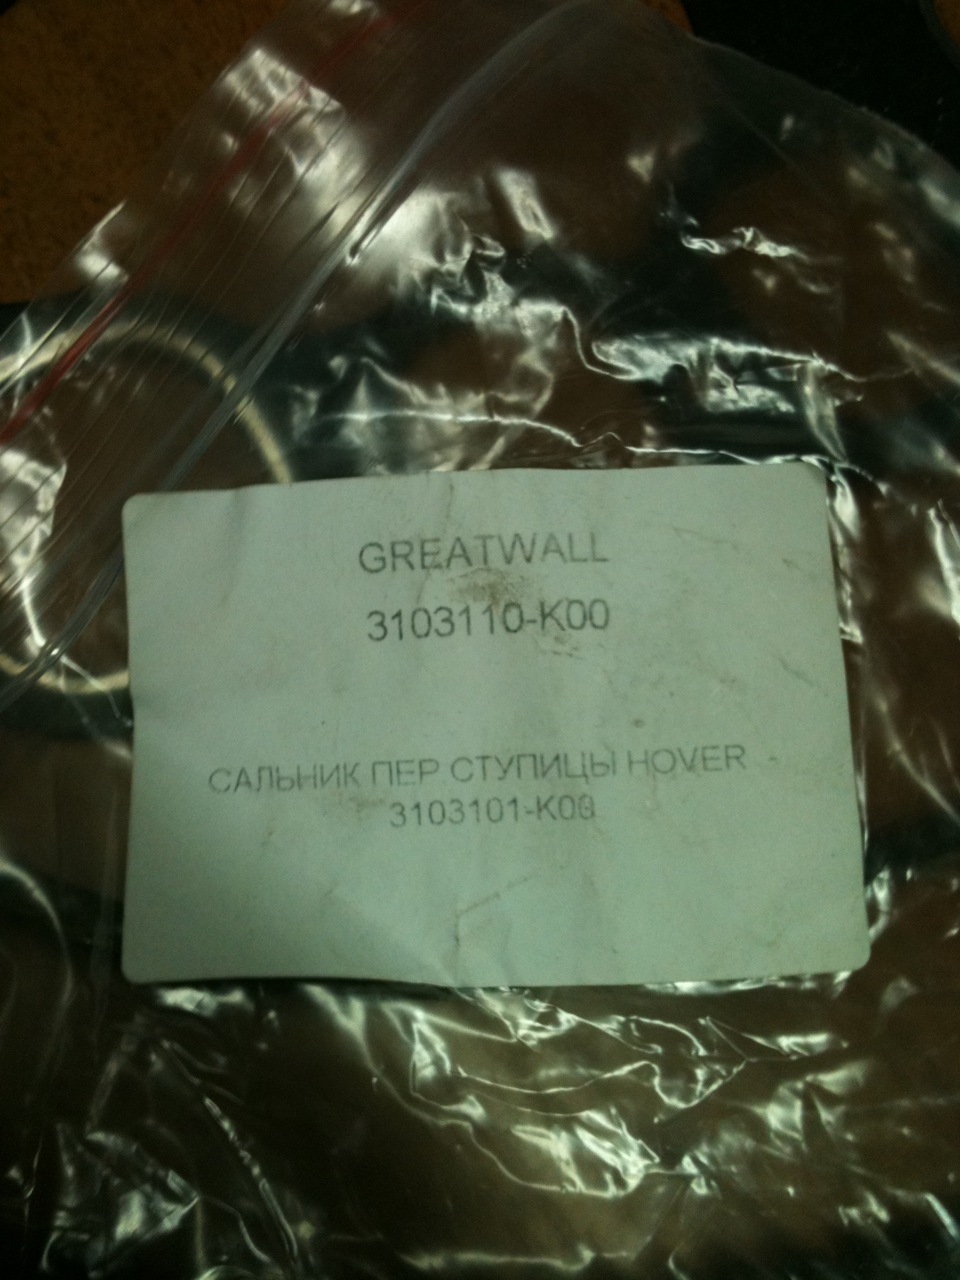 GREATWALL
3103110-K00
САЛЬНИК ПЕР СТУПИЦЫ HOVER -
3103101-K00